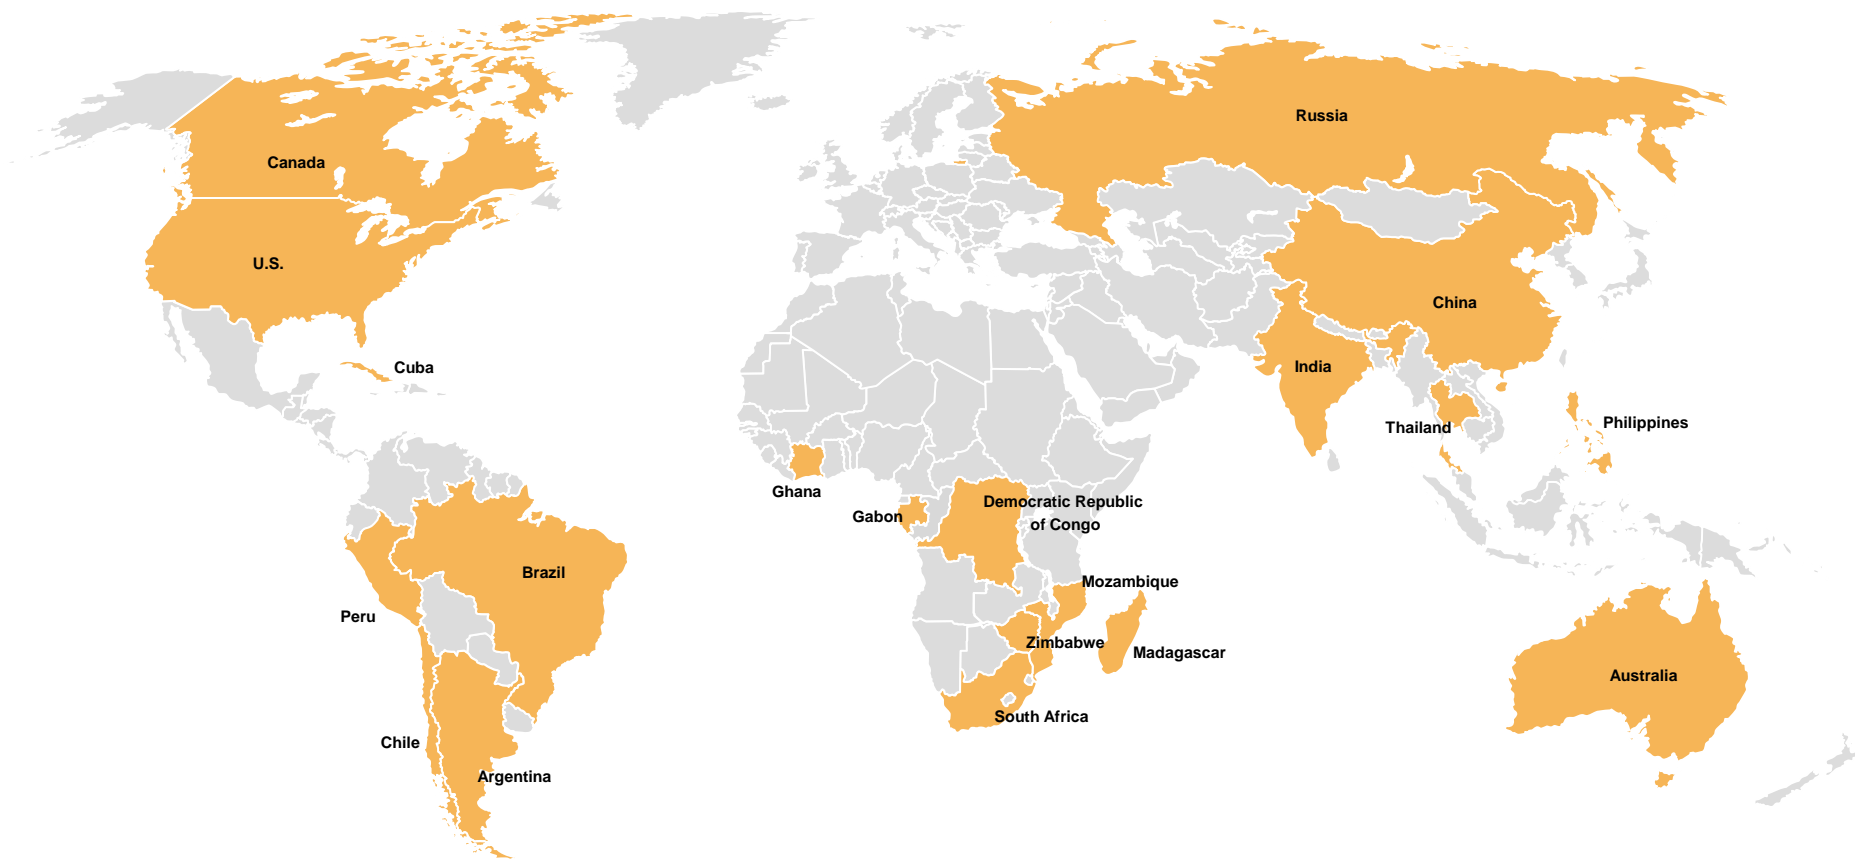 Russia
Canada
U.S.
China
India
Cuba
Philippines
Thailand
Ghana
Democratic Republic
of Congo
Gabon
Brazil
Mozambique
Peru
Zimbabwe
Madagascar
Australia
South Africa
Chile
Argentina